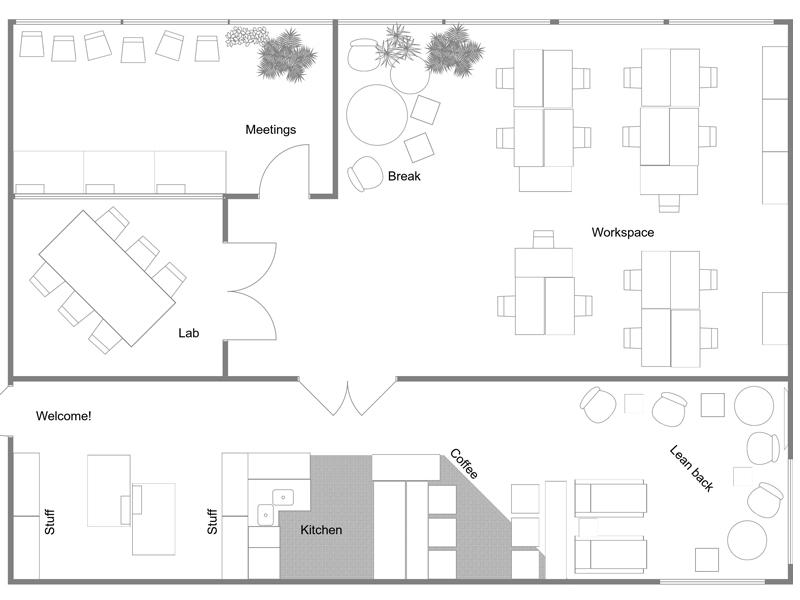 Meetings
Break
Workspace
Lab
Welcome!
Coffee
Lean back
Stuff
Stuff
Kitchen